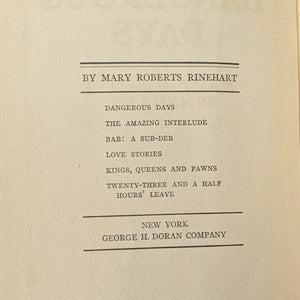 BY MARY ROBERTS RINEHART
DANGEROUS DAYS
THE AMAZING INTERLUDE
BAB: A SUB-DEB
LOVE STORIES
KINGS, QUEENS AND PAWNS
TWENTY-THREE AND A HALF
HOURS' LEAVE
NEW YORK
GEORGE H. DORAN COMPANY